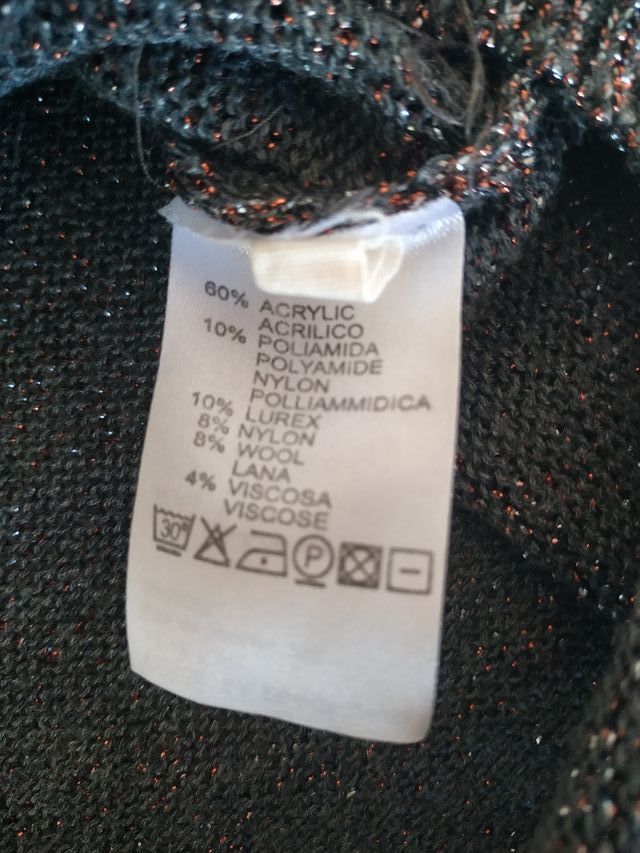 60% ACRYLIC
ACRILICO
10% POLIAMIDA
POLYAMIDE
NYLON
POLLIAMMIDICA
10% LUREX
8% NYLON
8% WOOL
LANA
4% VISCOSA
VISCOSE
30° P